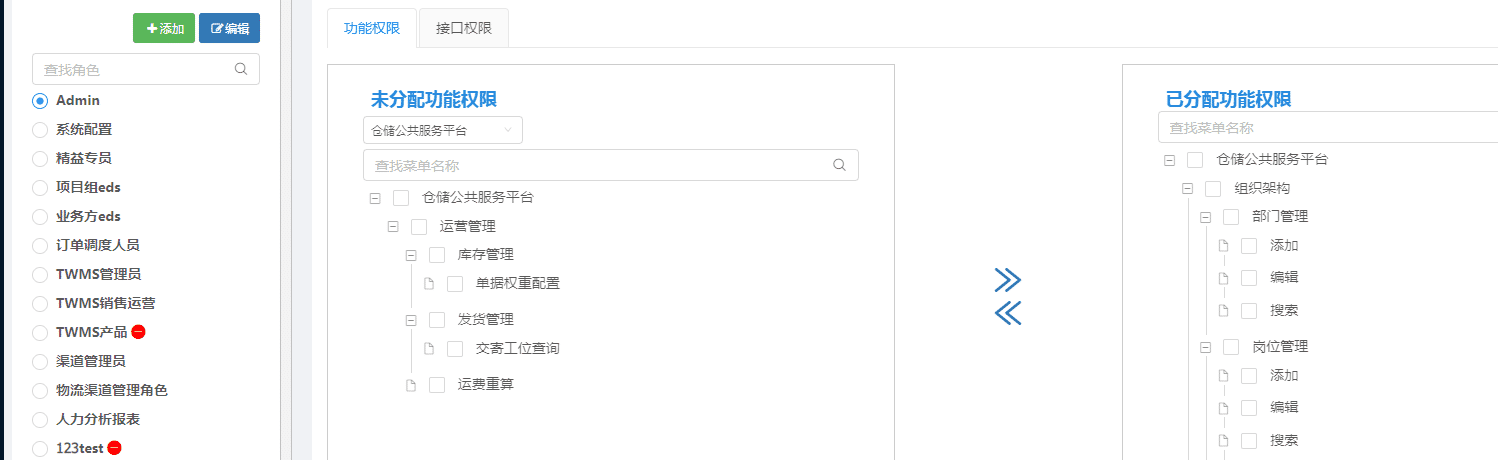 添加 编辑
查找角色
Admin
系统配置
精益专员
项目组eds
业务方eds
订单调度人员
TWMS管理员
TWMS销售运营
TWMS产品
渠道管理员
物流渠道管理角色
人力分析报表
123test
功能权限 接口权限
未分配功能权限
仓储公共服务平台
查找菜单名称
仓储公共服务平台
运营管理
库存管理
单据权重配置
发货管理
交寄工位查询
运费重算
已分配功能权限
查找菜单名称
仓储公共服务平台
组织架构
部门管理
添加
编辑
搜索
岗位管理
添加
编辑
搜索